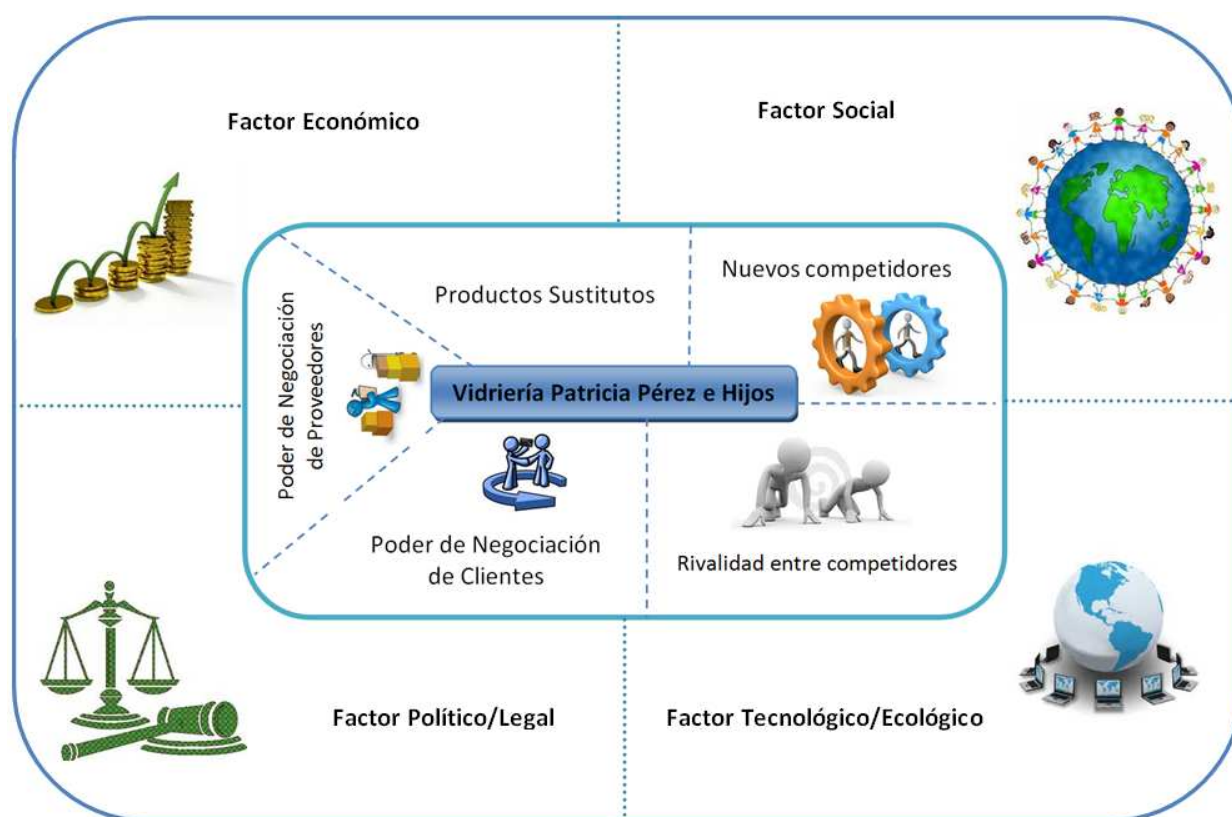 Factor Económico
Factor Social
Nuevos competidores
Productos Sustitutos
Poder de Negociación
de Proveedores
Vidriería Patricia Pérez e Hijos
Poder de Negociación
de Clientes
Rivalidad entre competidores
Factor Político/Legal
Factor Tecnológico/Ecológico